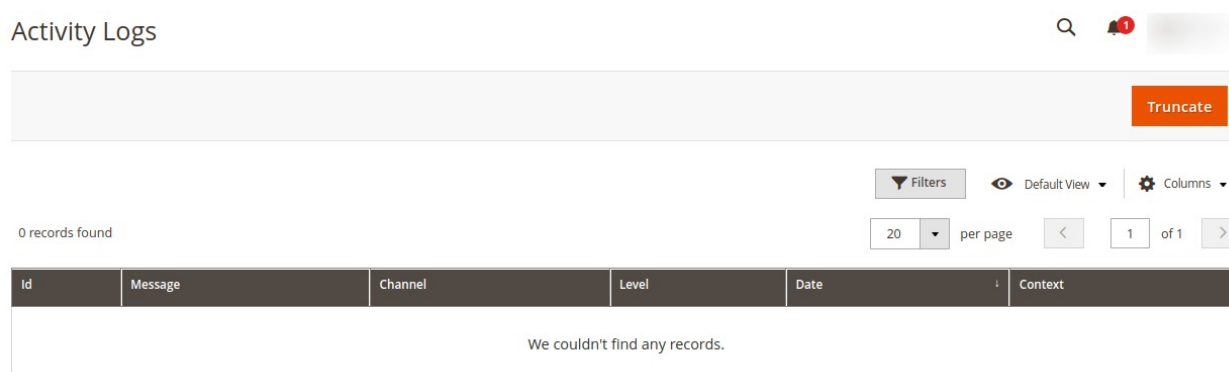 Activity Logs
1
Truncate
Filters
Default View
Columns
0 records found
20
per page
1
of 1
Id
Message
Channel
Level
Date
Context
We couldn't find any records.